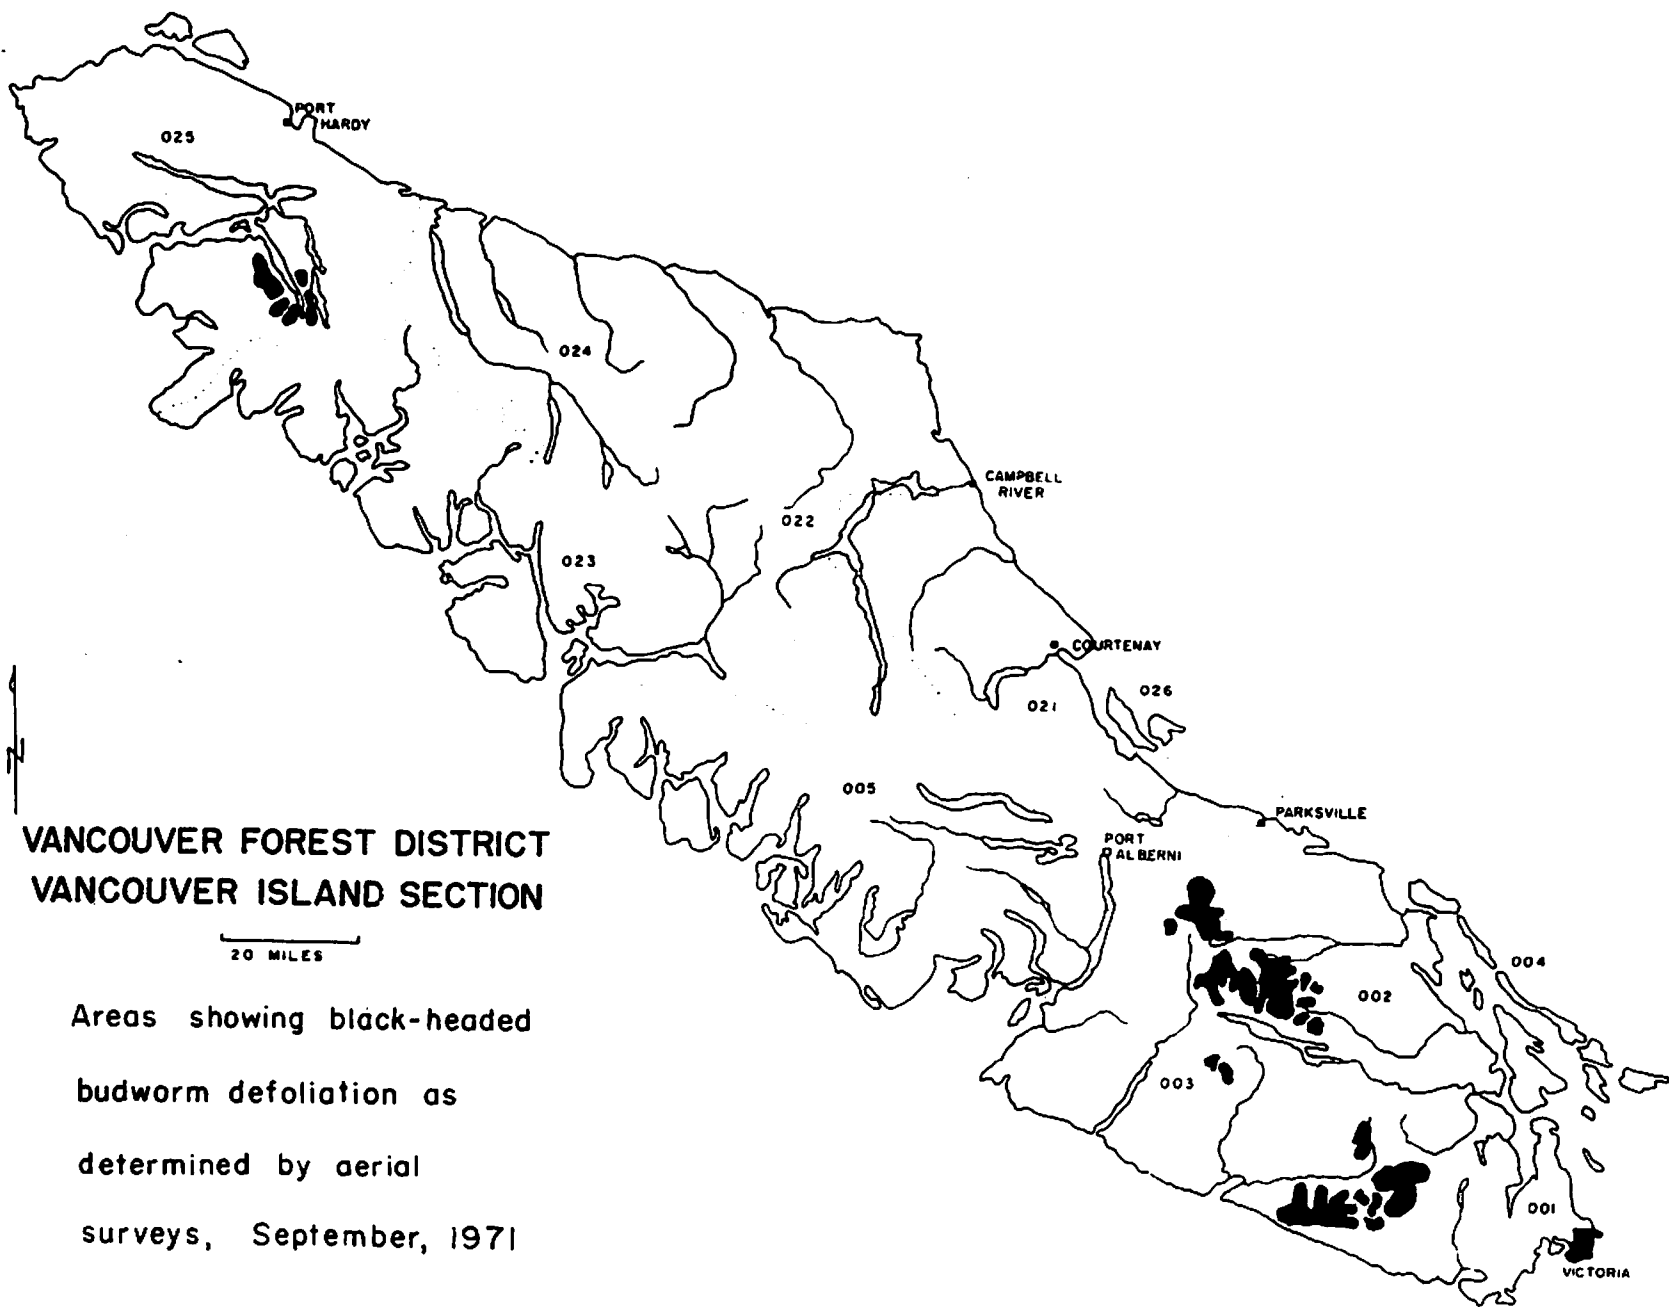 PORT
HARDY
025
024
CAMPBELL
RIVER
022
023
COURTENAY
026
021
005
PARKSVILLE
PORT
ALBERNI
VANCOUVER FOREST DISTRICT
VANCOUVER ISLAND SECTION
20 MILES
004
002
Areas showing black-headed
budworm defoliation as
003
determined by aerial
001
surveys, September, 1971
VICTORIA
N